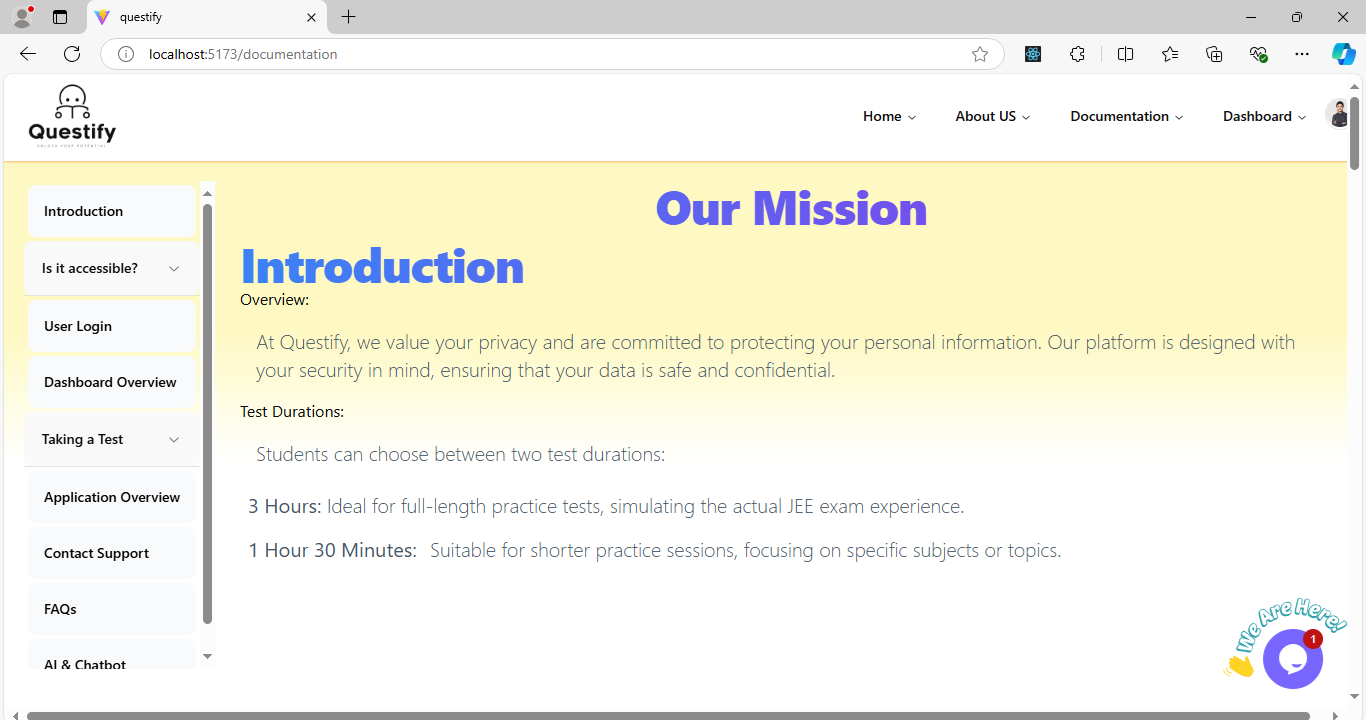 questify
localhost:5173/documentation
Questify
UNLOCK YOUR POTENTIAL
Home
About US
Documentation
Dashboard
Introduction
Is it accessible?
User Login
Dashboard Overview
Taking a Test
Application Overview
Contact Support
FAQs
AI & Chatbot
Our Mission
Introduction
Overview:
At Questify, we value your privacy and are committed to protecting your personal information. Our platform is designed with
your security in mind, ensuring that your data is safe and confidential.
Test Durations:
Students can choose between two test durations:
3 Hours: Ideal for full-length practice tests, simulating the actual JEE exam experience.
1 Hour 30 Minutes: Suitable for shorter practice sessions, focusing on specific subjects or topics.
We Are Here!
1